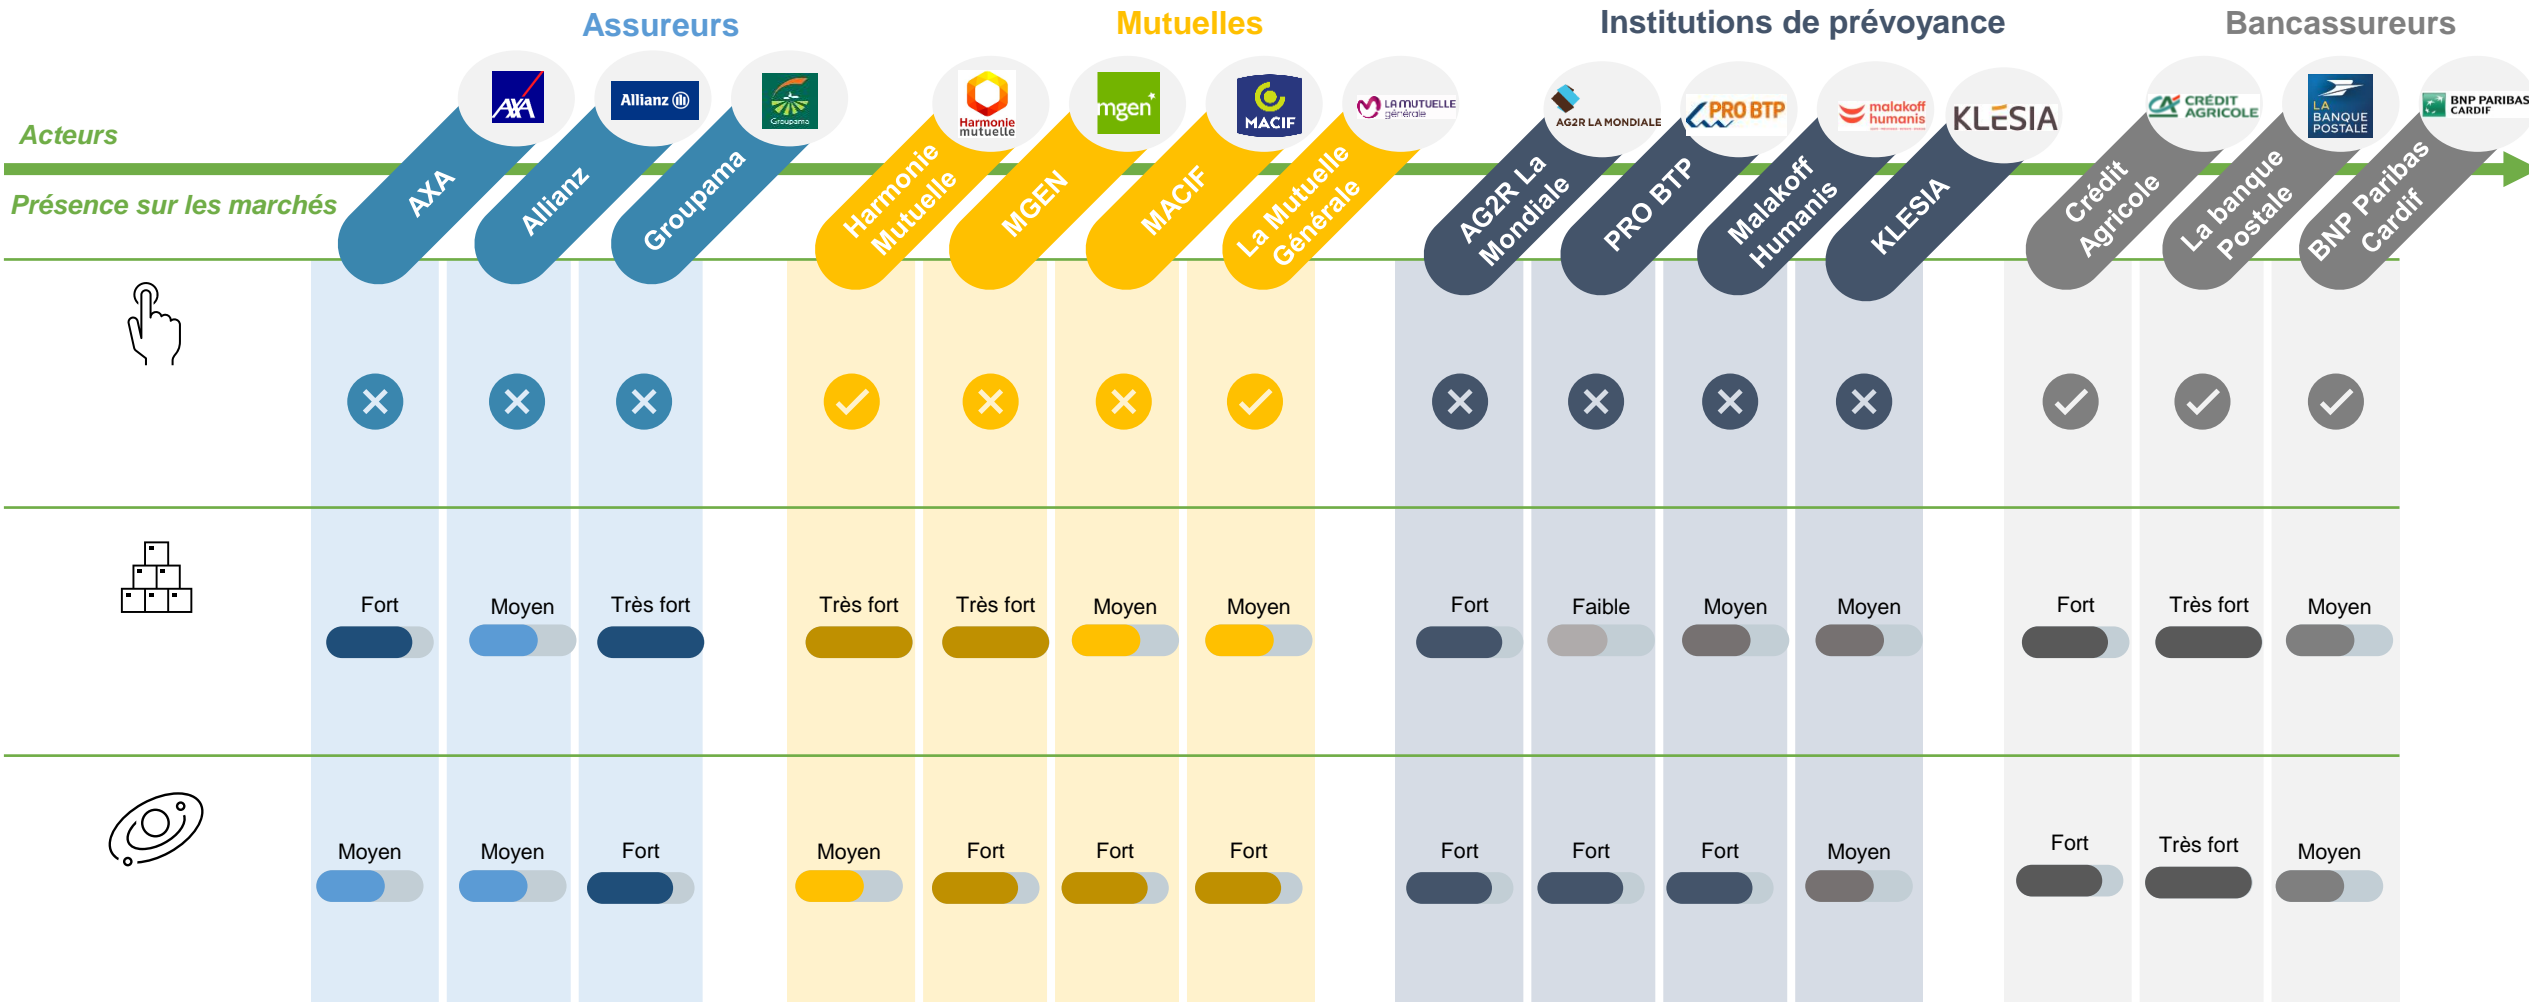 Assureurs
Mutuelles
Institutions de prévoyance
Bancassureurs
AXA
Allianz
Groupama
Harmonie
mutuelle
mgen
MACIF
LA MUTUELLE
générale
AG2R LA MONDIALE
PRO BTP
malakoff
humanis
KLESIA
CRÉDIT
AGRICOLE
LA
BANQUE
POSTALE
BNP PARIBAS
CARDIF
Acteurs
Présence sur les marchés
AXA
Allianz
Groupama
Harmonie
Mutuelle
MGEN
MACIF
La Mutuelle
Générale
AG2R La
Mondiale
PRO BTP
Malakoff
Humanis
KLESIA
Crédit
Agricole
La banque
Postale
BNP Paribas
Cardif
Fort
Moyen
Très fort
Très fort
Très fort
Moyen
Moyen
Fort
Faible
Moyen
Moyen
Fort
Très fort
Moyen
Moyen
Moyen
Fort
Moyen
Fort
Fort
Fort
Fort
Fort
Fort
Moyen
Fort
Très fort
Moyen